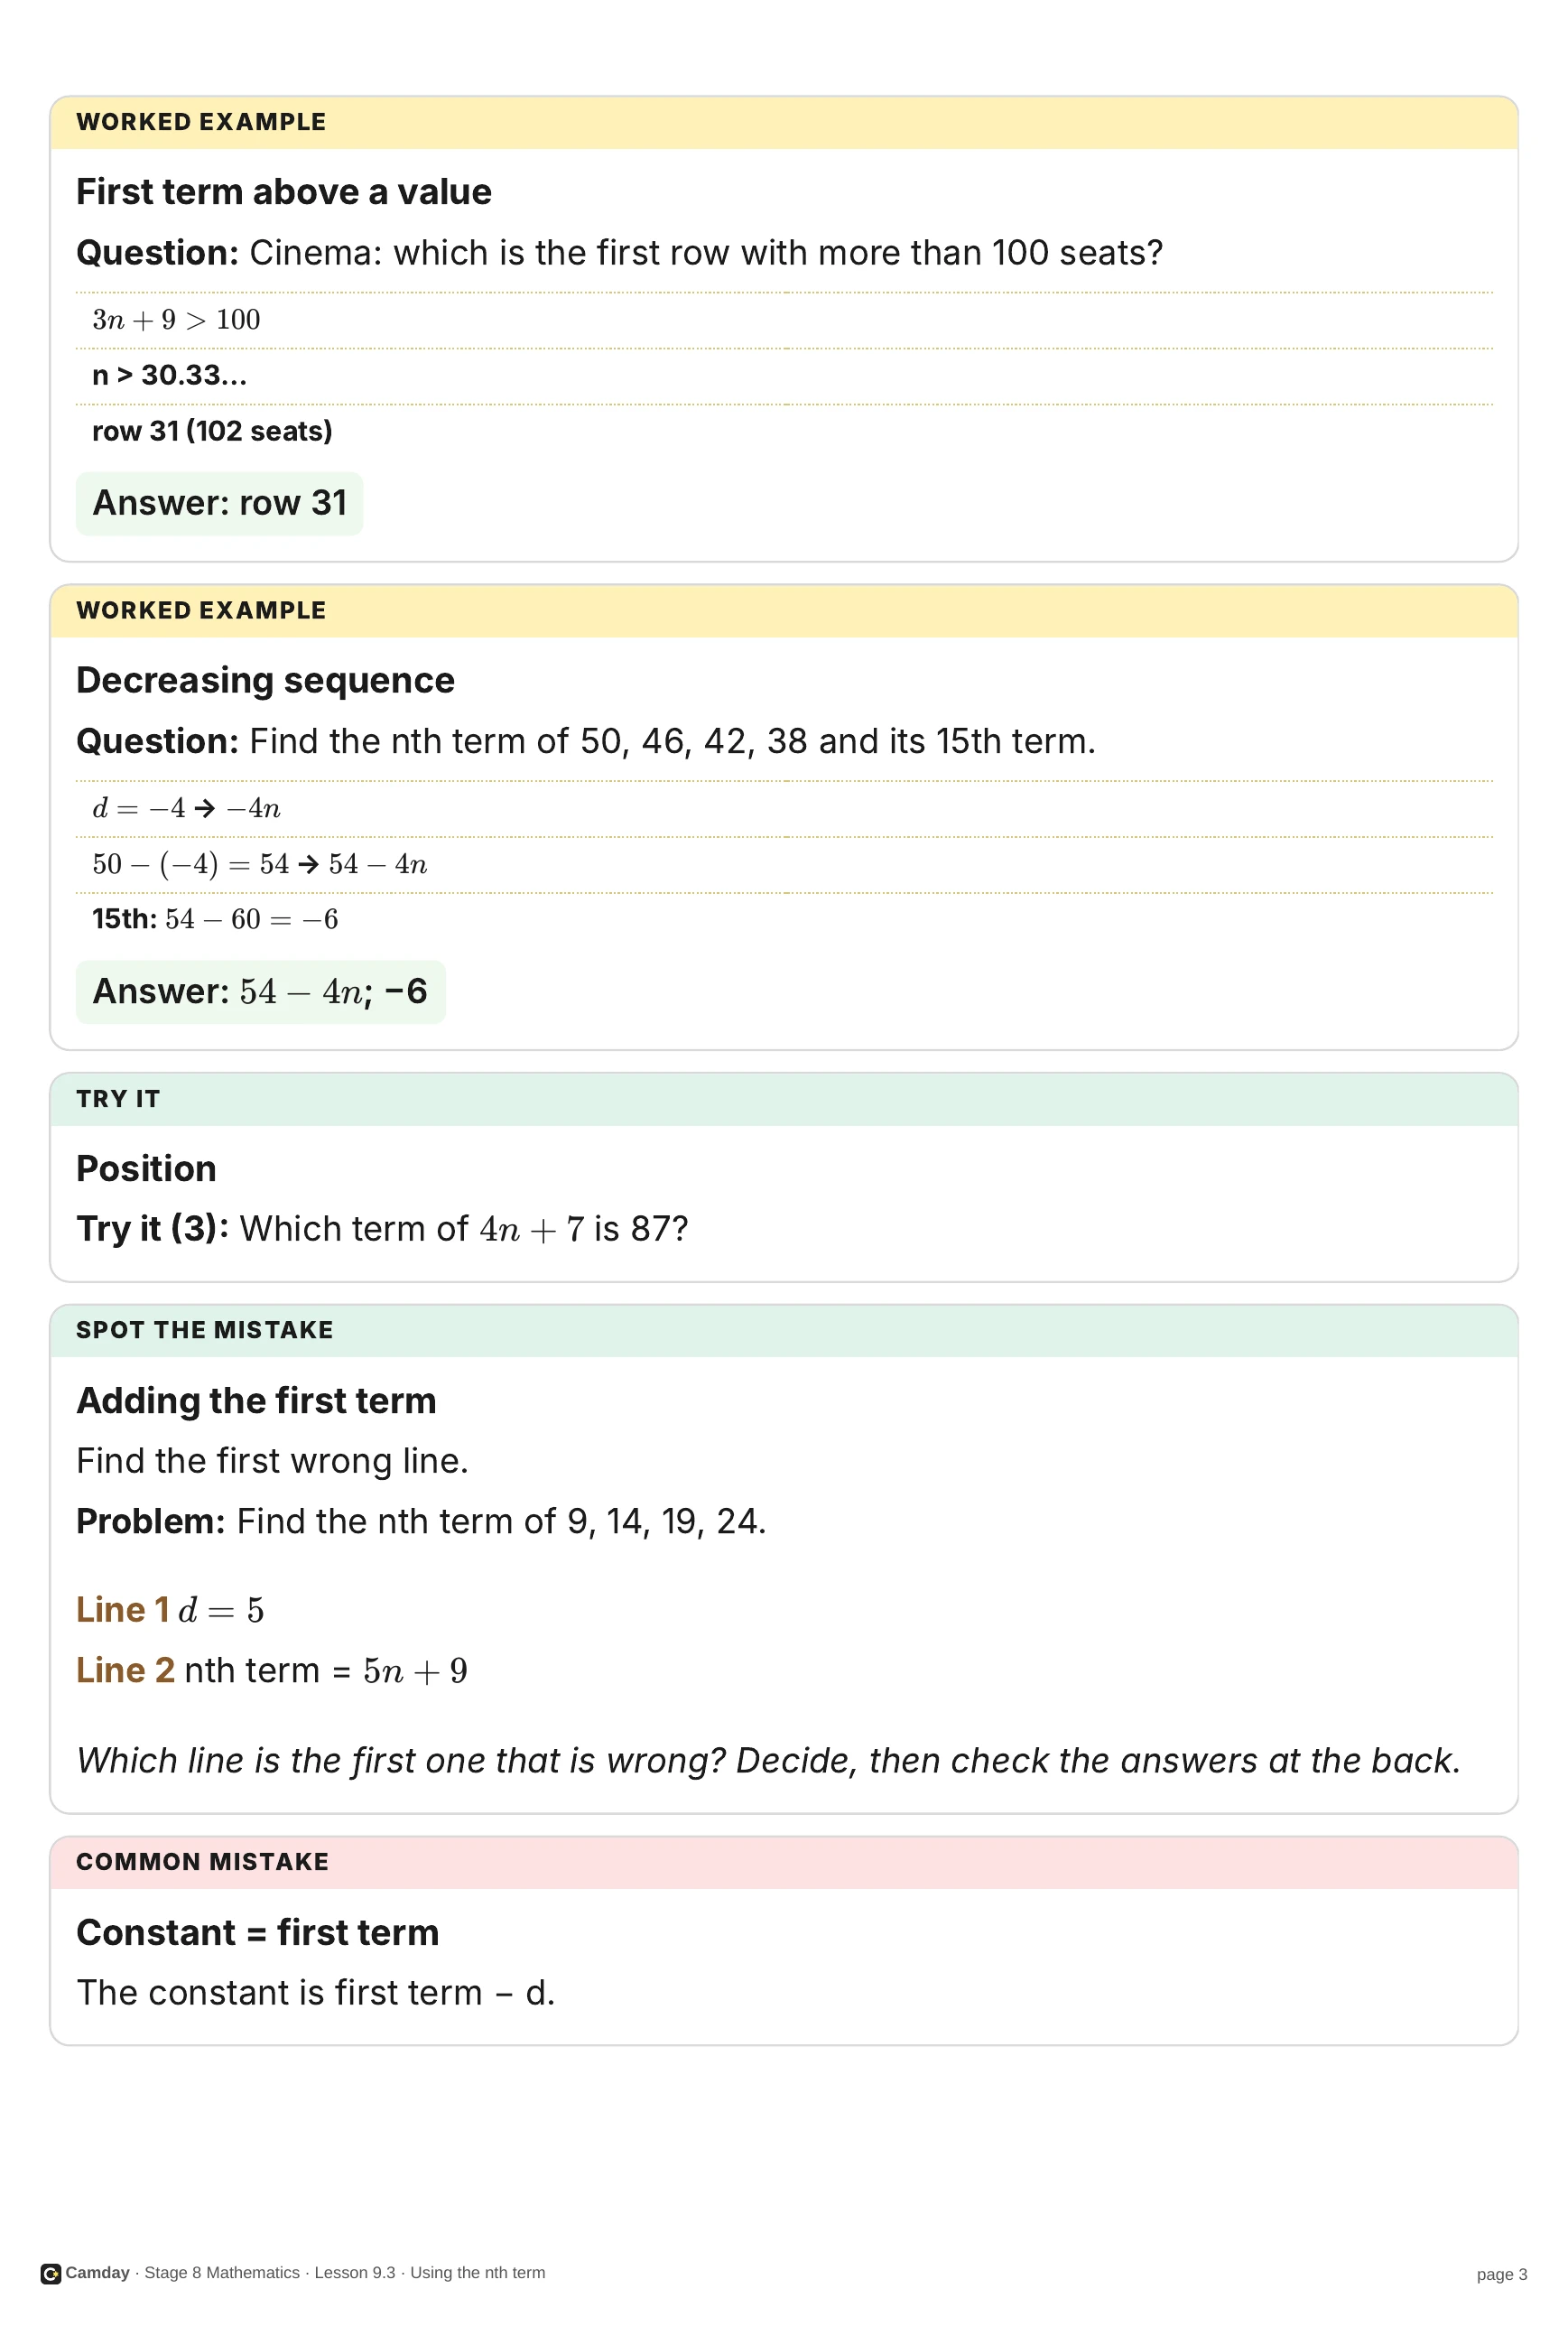 WORKED EXAMPLE
First term above a value
Question: Cinema: which is the first row with more than 100 seats?
3n + 9 > 100
n > 30.33...
row 31 (102 seats)
Answer: row 31
WORKED EXAMPLE
Decreasing sequence
Question: Find the nth term of 50, 46, 42, 38 and its 15th term.
d = −4 → −4n
50 − (−4) = 54 → 54 − 4n
15th: 54 − 60 = −6
Answer: 54 − 4n; −6
TRY IT
Position
Try it (3): Which term of 4n + 7 is 87?
SPOT THE MISTAKE
Adding the first term
Find the first wrong line.
Problem: Find the nth term of 9, 14, 19, 24.
Line 1 d = 5
Line 2 nth term = 5n + 9
Which line is the first one that is wrong? Decide, then check the answers at the back.
COMMON MISTAKE
Constant = first term
The constant is first term − d.
Camday · Stage 8 Mathematics · Lesson 9.3 · Using the nth term
page 3